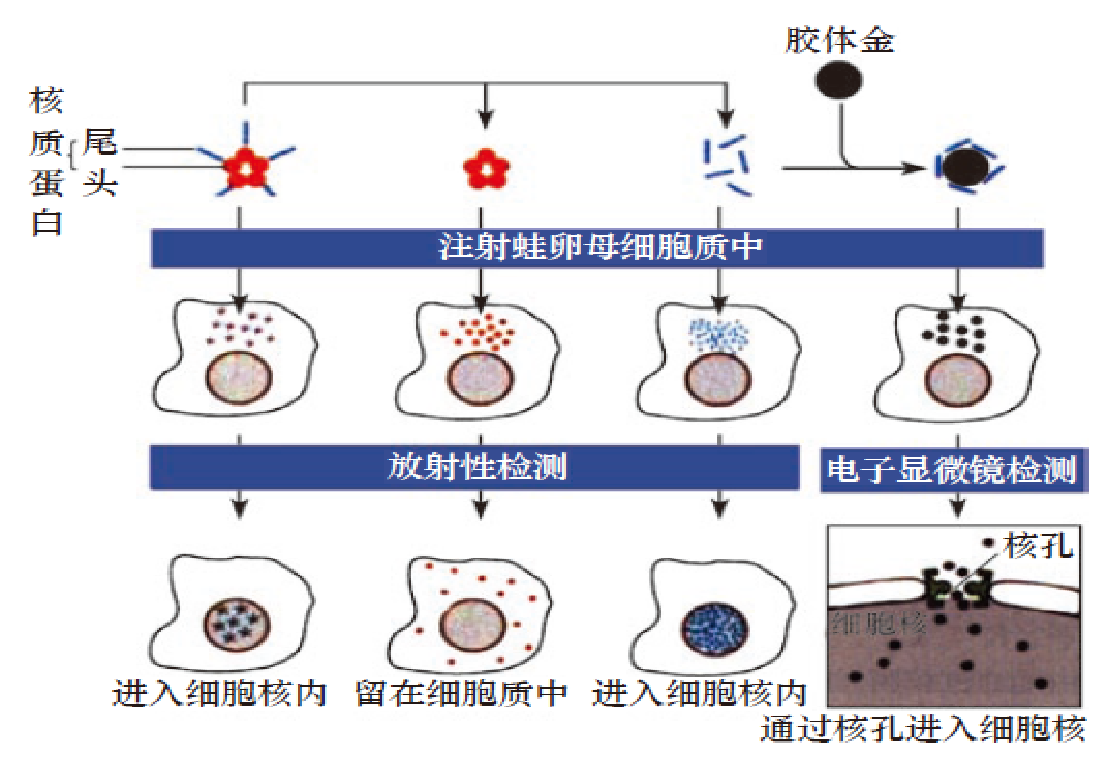 胶体金
核质蛋白
尾
头
注射蛙卵母细胞质中
放射性检测
电子显微镜检测
核孔
细胞核
进入细胞核内
留在细胞质中
进入细胞核内
通过核孔进入细胞核